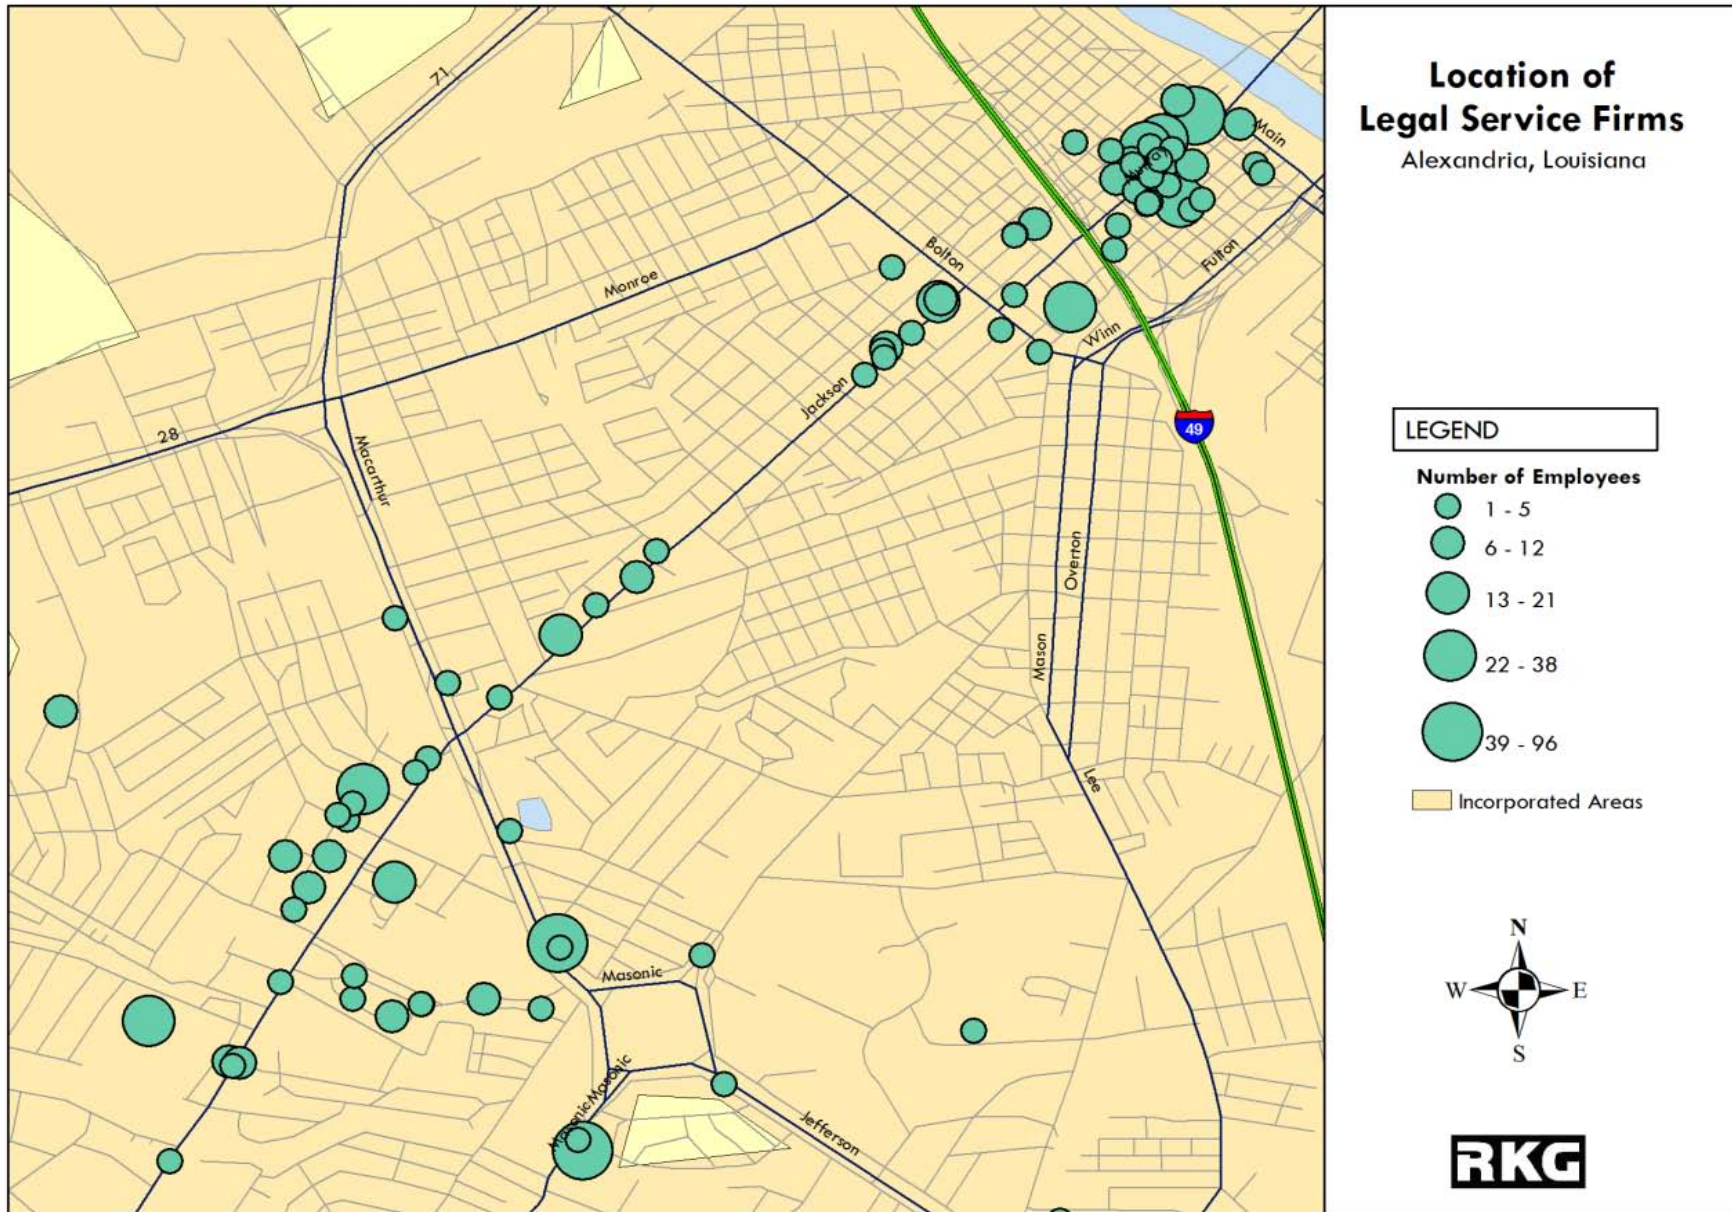 Location of
Legal Service Firms
Alexandria, Louisiana
71
Main
Bolton
Fulton
Monroe
Winn
Jackson
49
28
Macarthur
Overton
Mason
Lee
Masonic
Masonic
Masonic
Jefferson
LEGEND
Number of Employees
1 - 5
6 - 12
13 - 21
22 - 38
39 - 96
Incorporated Areas
N
W E
S
RKG